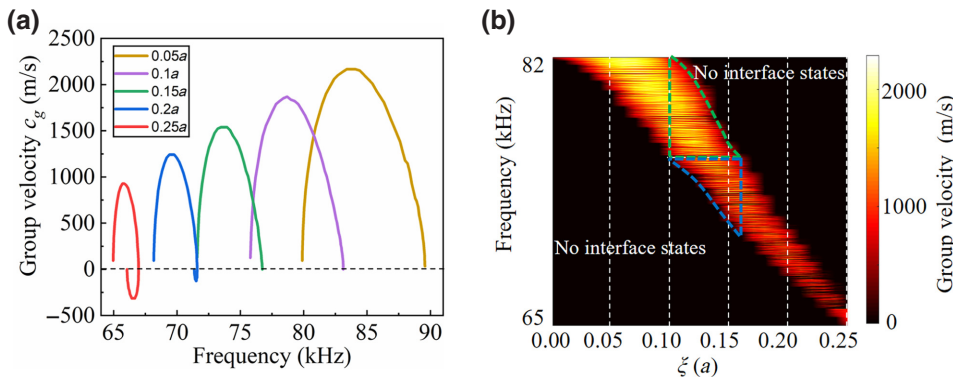 (a)
2500
2000
1500
1000
500
0
−500
Group velocity cg (m/s)
0.05a
0.1a
0.15a
0.2a
0.25a
65 70 75 80 85 90
Frequency (kHz)
(b)
82
65
Frequency (kHz)
No interface states
No interface states
0.00 0.05 0.10 0.15 0.20 0.25
ξ (a)
2000
1000
0
Group velocity (m/s)